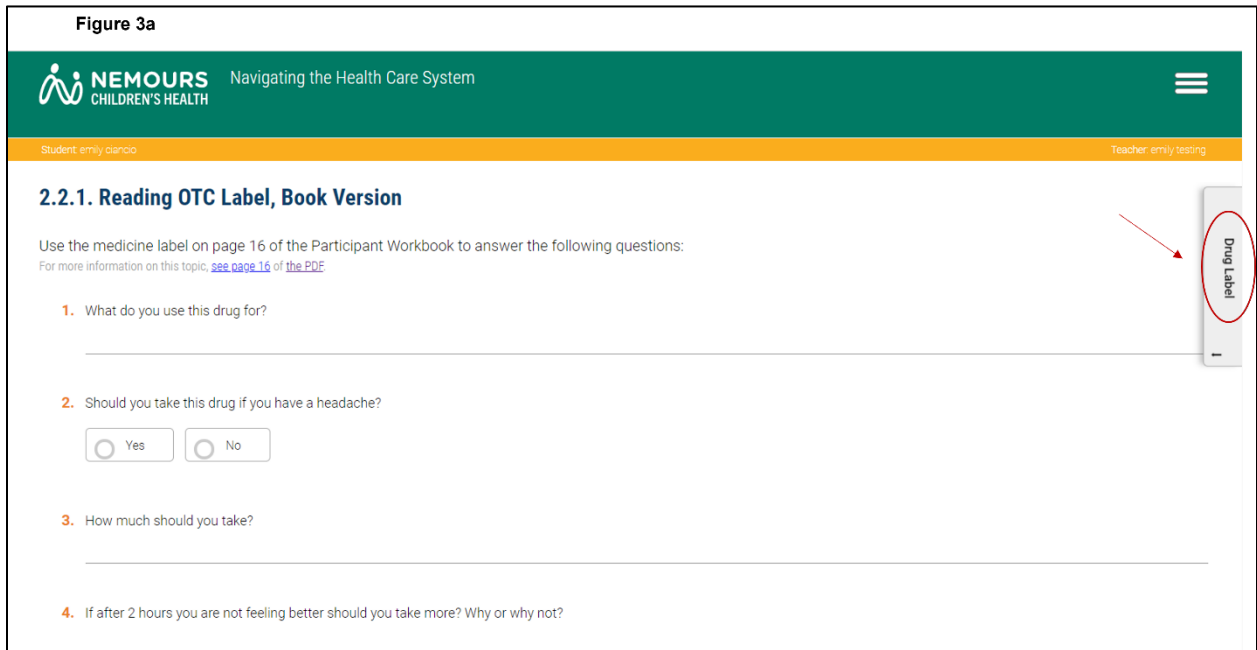 Figure 3a
NEMOURS
CHILDREN'S HEALTH
Navigating the Health Care System
Student: emily ciancio
Teacher: emily testing
2.2.1. Reading OTC Label, Book Version
Use the medicine label on page 16 of the Participant Workbook to answer the following questions:
For more information on this topic, see page 16 of the PDF.
Drug Label
1. What do you use this drug for?
2. Should you take this drug if you have a headache?
Yes No
3. How much should you take?
4. If after 2 hours you are not feeling better should you take more? Why or why not?